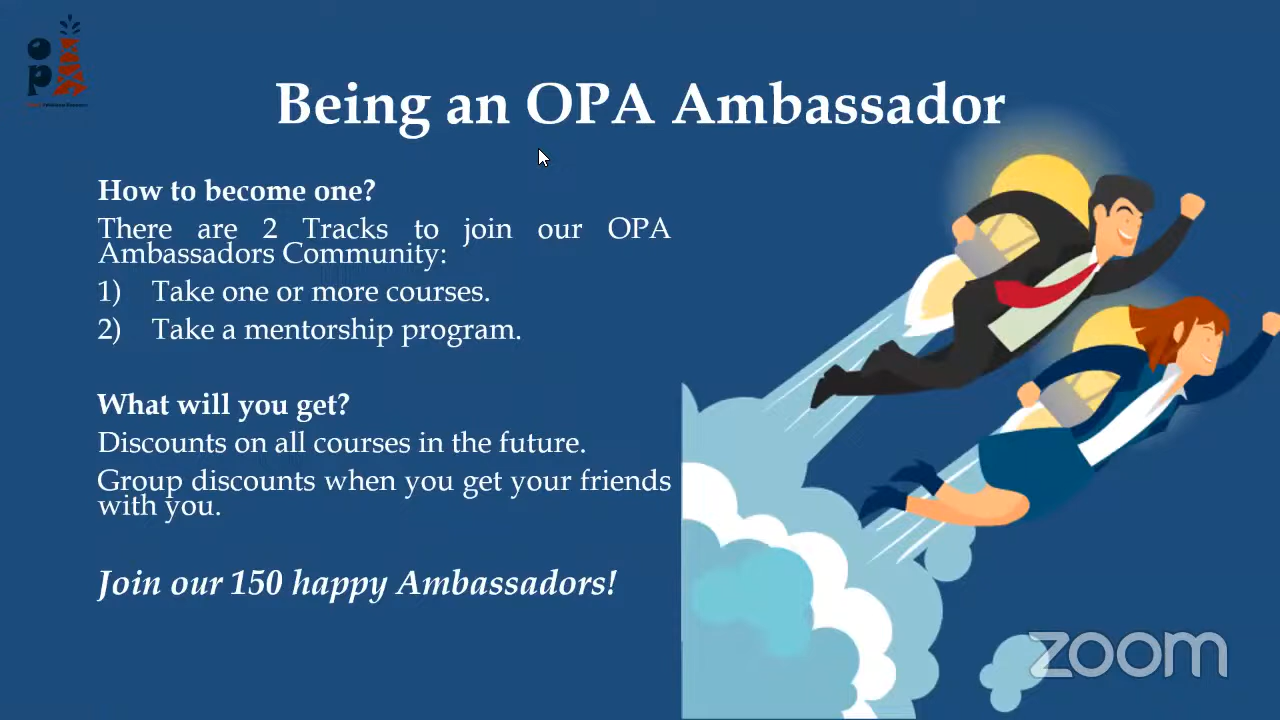 Being an OPA Ambassador
How to become one?
There are 2 Tracks to join our OPA
Ambassadors Community:
1) Take one or more courses.
2) Take a mentorship program.
What will you get?
Discounts on all courses in the future.
Group discounts when you get your friends
with you.
Join our 150 happy Ambassadors!
zoom